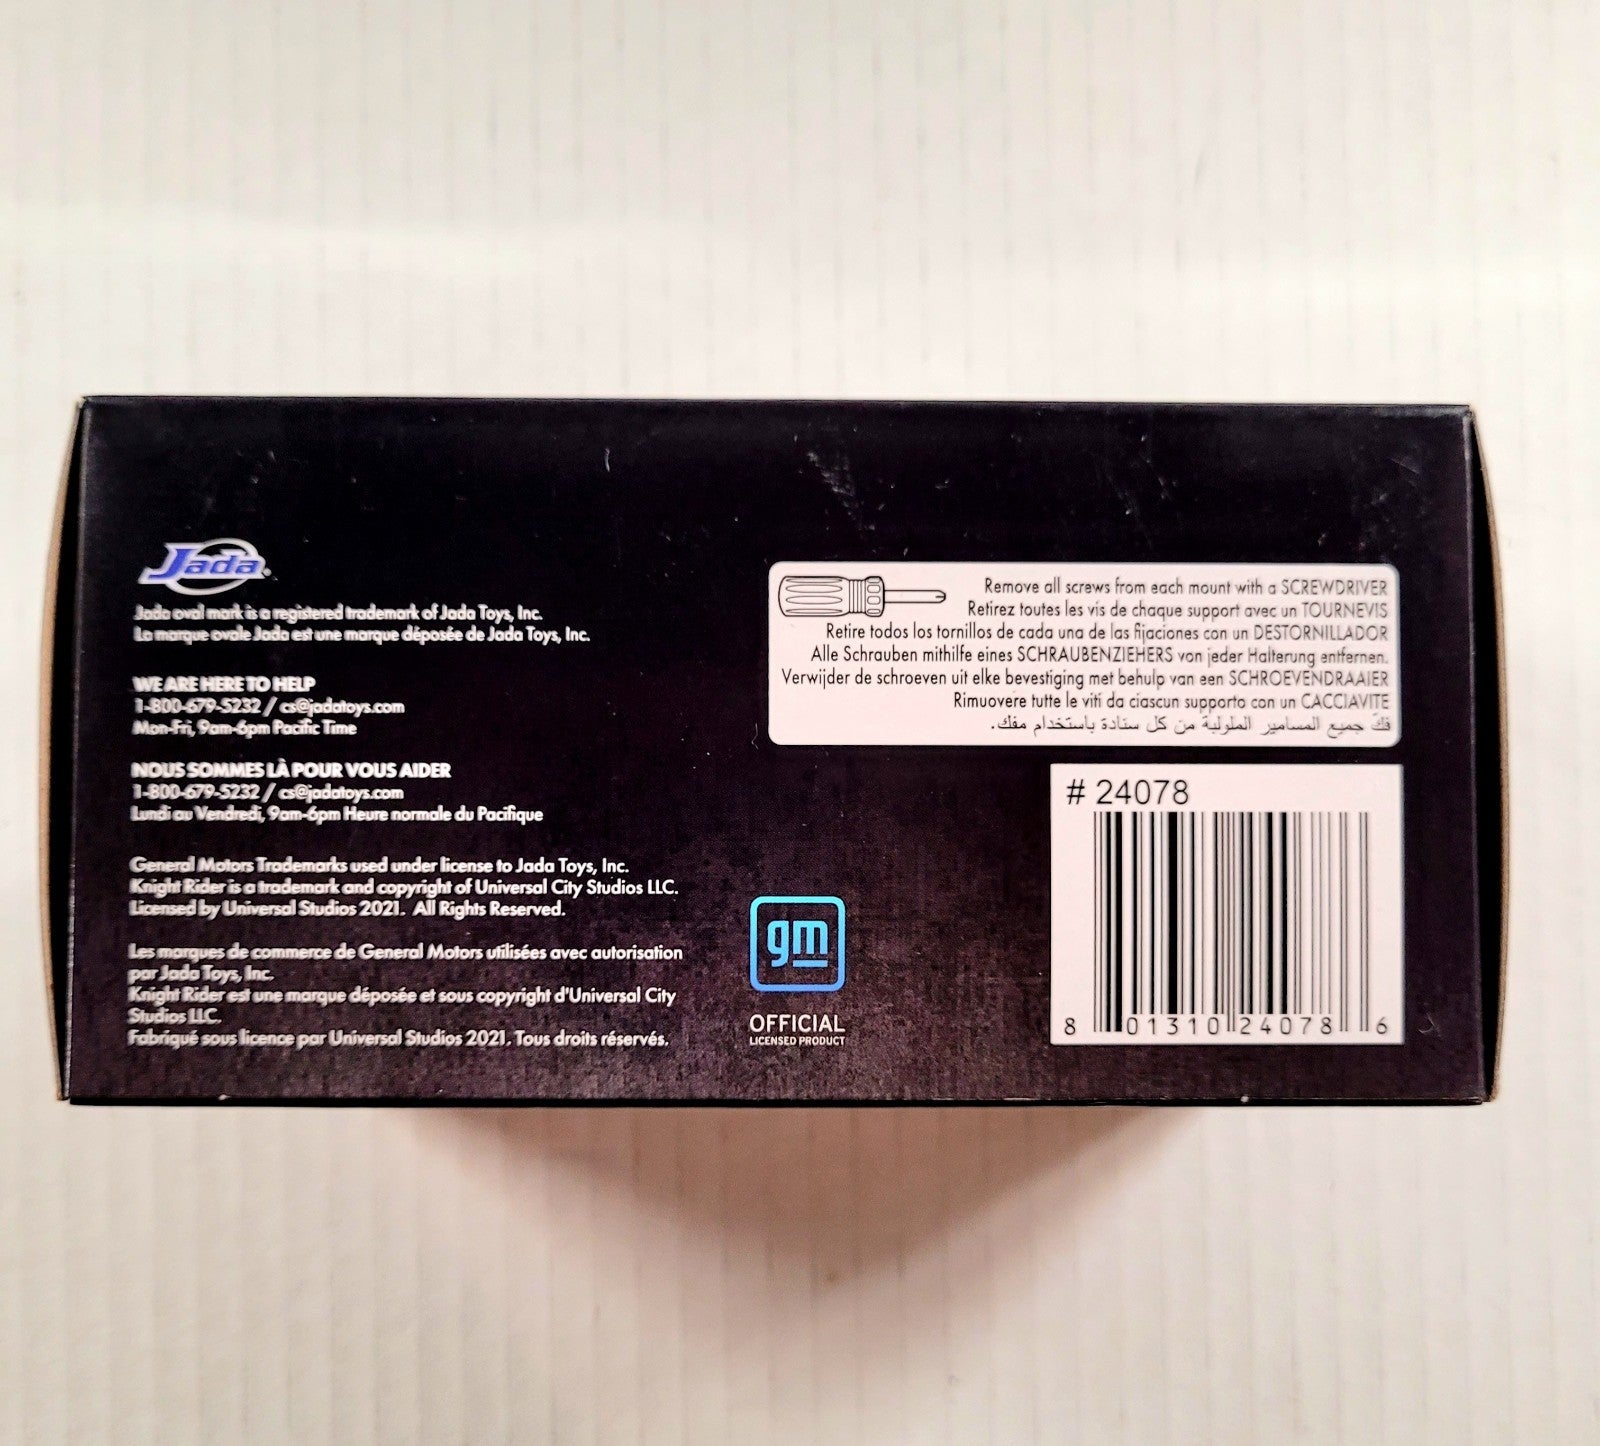 Jada
Jada oval mark is a registered trademark of Jada Toys, Inc.
La marque ovale Jada est une marque déposée de Jada Toys, Inc.
WE ARE HERE TO HELP
1-800-679-5232 / cs@jadatoys.com
Mon-Fri, 9am-6pm Pacific Time
NOUS SOMMES LÀ POUR VOUS AIDER
1-800-679-5232 / cs@jadatoys.com
Lundi au Vendredi, 9am-6pm Heure normale du Pacifique
General Motors Trademarks used under license to Jada Toys, Inc.
Knight Rider is a trademark and copyright of Universal City Studios LLC.
Licensed by Universal Studios 2021. All Rights Reserved.
Les marques de commerce de General Motors utilisées avec autorisation
par Jada Toys, Inc.
Knight Rider est une marque déposée et sous copyright d'Universal City
Studios LLC.
Fabriqué sous licence par Universal Studios 2021. Tous droits réservés.
gm
OFFICIAL
LICENSED PRODUCT
Remove all screws from each mount with a SCREWDRIVER
Retirez toutes les vis de chaque support avec un TOURNEVIS
Retire todos los tornillos de cada una de las fijaciones con un DESTORNILLADOR
Alle Schrauben mithilfe eines SCHRAUBENZIEHERS von jeder Halterung entfernen.
Verwijder de schroeven uit elke bevestiging met behulp van een SCHROEVENDRAAIER
Rimuovere tutte le viti da ciascun supporto con un CACCIAVITE
فكّ جميع المسامير الملولبة من كل سنادة باستخدام مفك.
# 24078
8 01310 24078 6